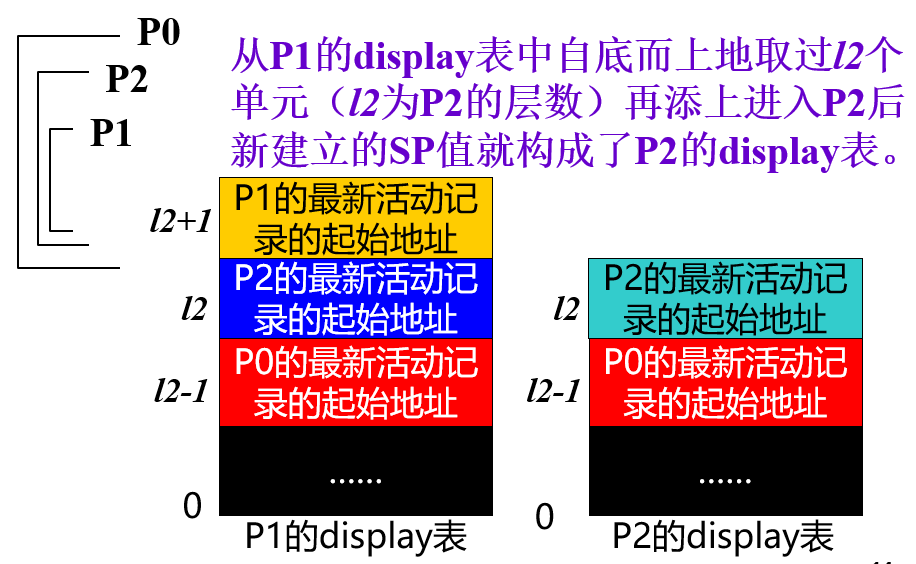 P0
P2
P1
从P1的display表中自底而上地取过l2个
单元（l2为P2的层数）再添上进入P2后
新建立的SP值就构成了P2的display表。
l2+1
P1的最新活动记
录的起始地址
l2
P2的最新活动记
录的起始地址
l2-1
P0的最新活动记
录的起始地址
……
0
P1的display表
l2
P2的最新活动记
录的起始地址
l2-1
P0的最新活动记
录的起始地址
……
0
P2的display表